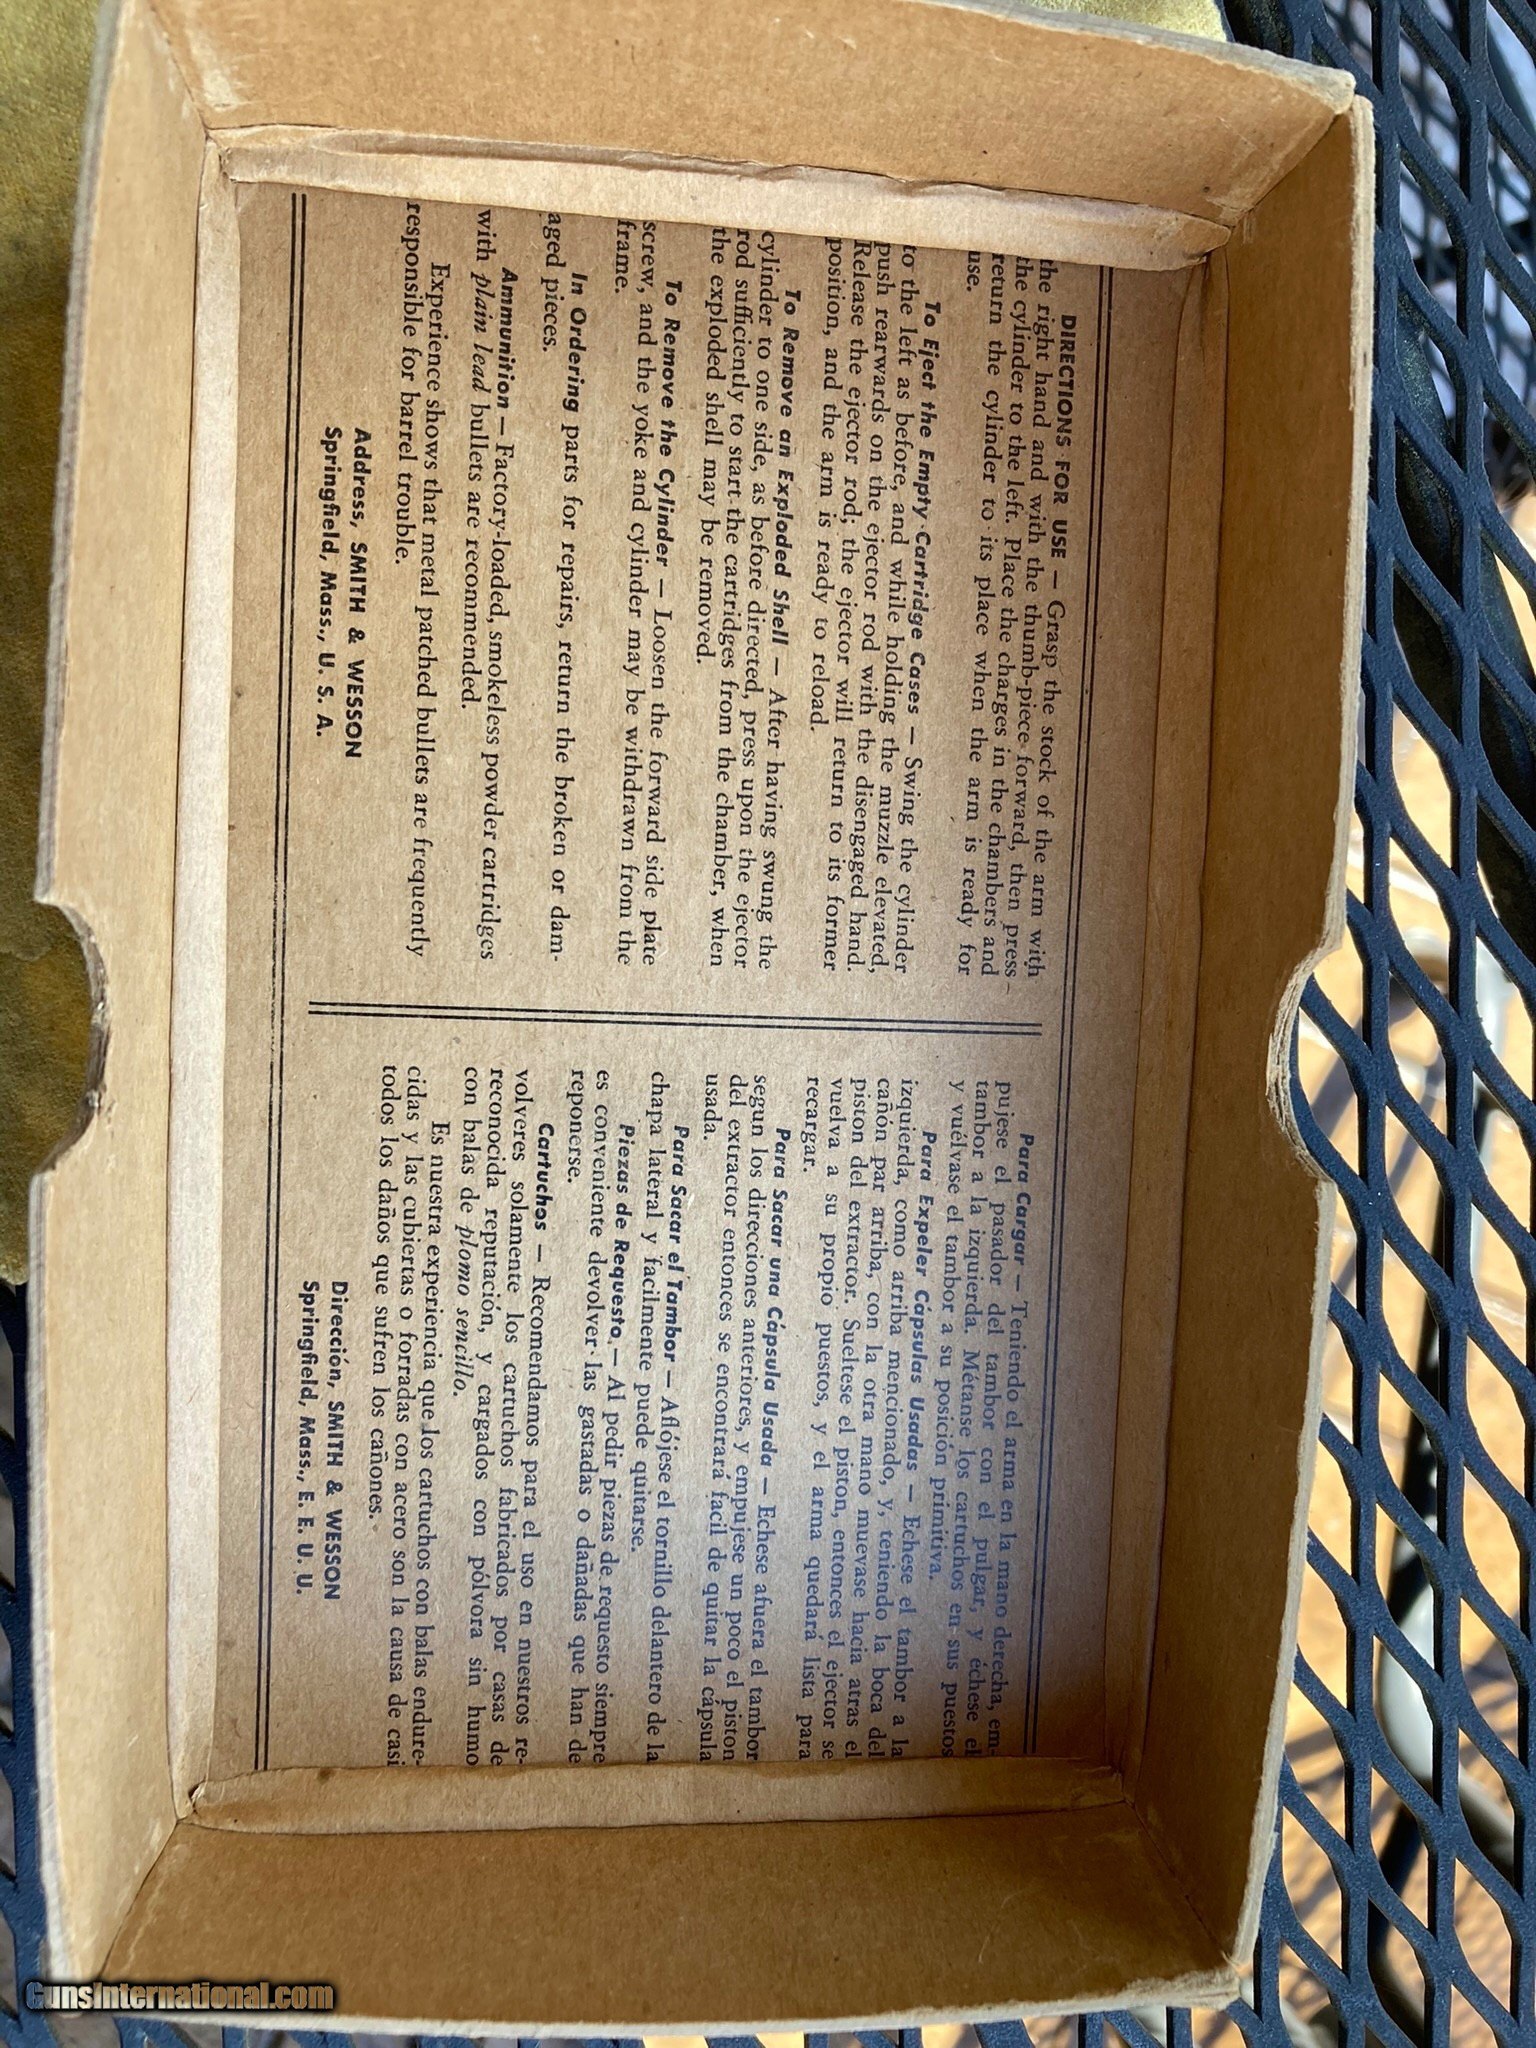 DIRECTIONS FOR USE — Grasp the stock of the arm with
the right hand and with the thumb-piece forward, then press
the cylinder to the left. Place the charges in the chambers and
return the cylinder to its place when the arm is ready for
use.
To Eject the Empty Cartridge Cases — Swing the cylinder
to the left as before, and while holding the muzzle elevated,
push rearwards on the ejector rod with the disengaged hand.
Release the ejector rod; the ejector will return to its former
position, and the arm is ready to reload.
To Remove an Exploded Shell — After having swung the
cylinder to one side, as before directed, press upon the ejector
rod sufficiently to start the cartridges from the chamber, when
the exploded shell may be removed.
To Remove the Cylinder — Loosen the forward side plate
screw, and the yoke and cylinder may be withdrawn from the
frame.
In Ordering parts for repairs, return the broken or dam-
aged pieces.
Ammunition — Factory-loaded, smokeless powder cartridges
with plain lead bullets are recommended.
Experience shows that metal patched bullets are frequently
responsible for barrel trouble.
Address, SMITH & WESSON
Springfield, Mass., U. S. A.
Para Cargar — Teniendo el arma en la mano derecha, em-
pujese el pasador del tambor con el pulgar, y échese el
tambor a la izquierda. Métanse los cartuchos en sus puestos
y vuélvase el tambor a su posición primitiva.
Para Expeler Cápsulas Usadas — Echese el tambor a la
izquierda, como arriba mencionado, y, teniendo la boca del
cañón par arriba, con la otra mano muevase hacia atras el
piston del extractor. Sueltese el piston, entonces el ejector se
vuelva a su propio puestos, y el arma quedará lista para
recargar.
Para Sacar una Cápsula Usada — Echese afuera el tambor
segun los direcciones anteriores, y empujese un poco el piston
del extractor entonces se encontrará facil de quitar la cápsula
usada.
Para Sacar el Tambor — Aflójese el tornillo delantero de la
chapa lateral y facilmente puede quitarse.
Piezas de Requesto — Al pedir piezas de requesto siempre
es conveniente devolver las gastadas o dañadas que han de
reponerse.
Cartuchos — Recomendamos para el uso en nuestros re-
volveres solamente los cartuchos fabricados por casas de
reconocida reputación, y cargados con pólvora sin humo
con balas de plomo sencillo.
Es nuestra experiencia que los cartuchos con balas endure-
cidas y las cubiertas o forradas con acero son la causa de casi
todos los daños que sufren los cañones.
Dirección, SMITH & WESSON
Springfield, Mass., E. E. U. U.
GunsInternational.com